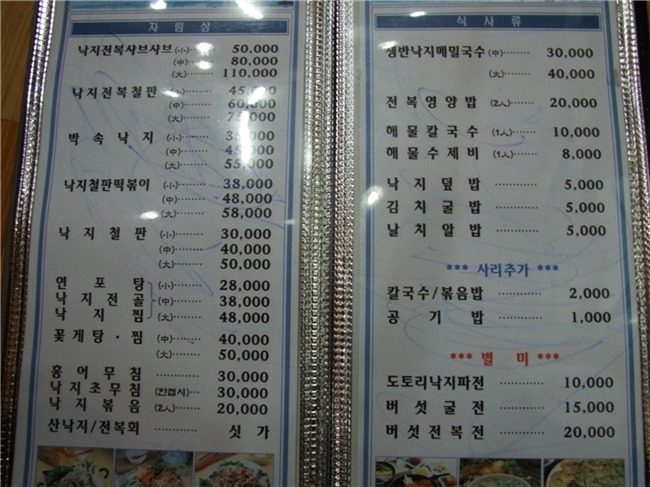 차림상
낙지전복샤브샤브 (小)······· 50,000
(中)······· 80,000
(大)······· 110,000
낙지전복철판 (小)······· 45,000
(中)······· 60,000
(大)······· 75,000
박속낙지 (小)·······
(中)·······
(大)······· 55,000
낙지철판떡볶이 (小)······· 38,000
(中)······· 48,000
(大)······· 58,000
낙지철판 (小)······· 30,000
(中)······· 40,000
(大)······· 50,000
연포탕 (小)······· 28,000
낙지전골 (中)······· 38,000
낙지찜 (大)······· 48,000
꽃게탕·찜 (中)······· 40,000
(大)······· 50,000
홍어무침 ············ 30,000
낙지초무침 (한접시)··· 30,000
낙지볶음 (2人)······· 20,000
산낙지/전복회 ············ 싯가
식사류
쟁반낙지메밀국수 (中)······· 30,000
(大)······· 40,000
전복영양밥 (2人)······· 20,000
해물칼국수 (1人)······· 10,000
해물수제비 (1人)······· 8,000
낙지덮밥 ············ 5,000
김치굴밥 ············ 5,000
날치알밥 ············ 5,000
*** 사리추가 ***
칼국수/볶음밥 ············ 2,000
공기밥 ············ 1,000
*** 별미 ***
도토리낙지파전 ············ 10,000
버섯굴전 ············ 15,000
버섯전복전 ············ 20,000